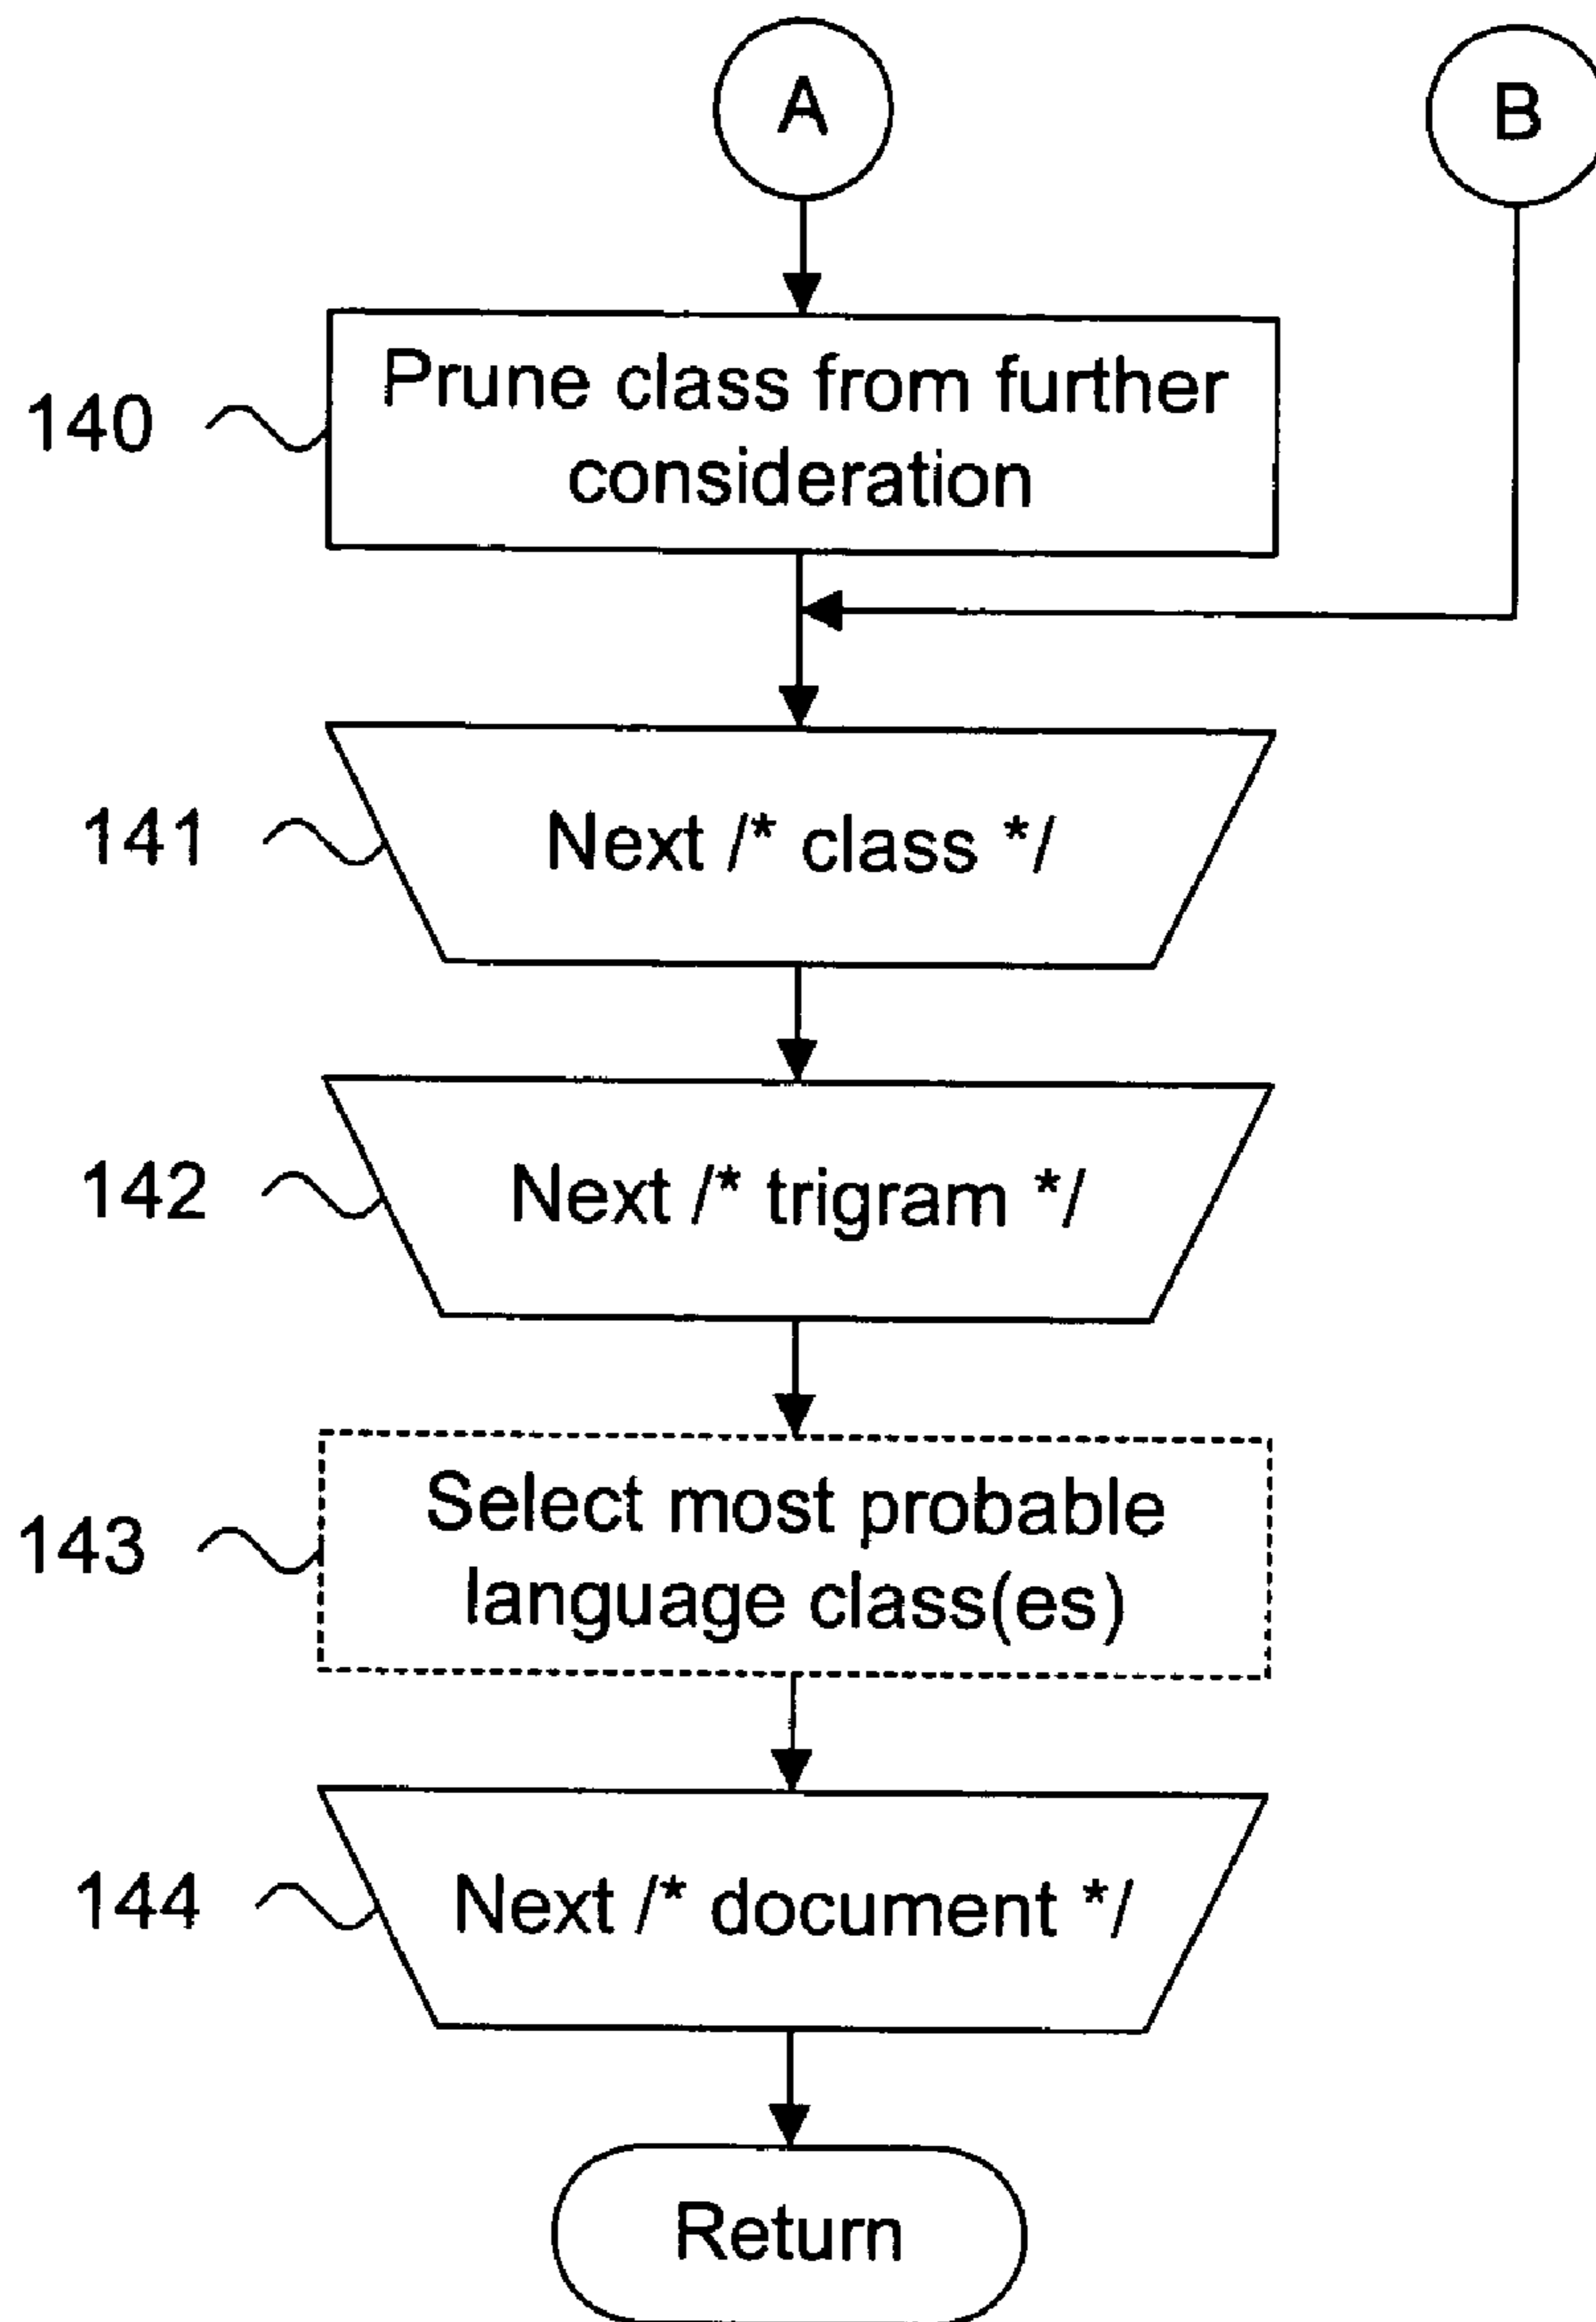 A
B
140
Prune class from further
consideration
141
Next /* class */
142
Next /* trigram */
143
Select most probable
language class(es)
144
Next /* document */
Return